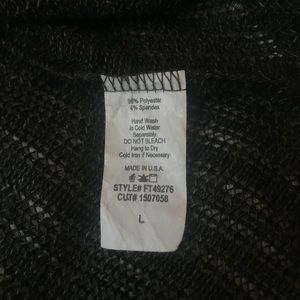 96% Polyester
4% Spandex
Hand Wash
in Cold Water
Separately
DO NOT BLEACH
Hang to Dry
Cold Iron if Necessary
MADE IN U.S.A.
STYLE# FT49276
CUT# 1507058
L